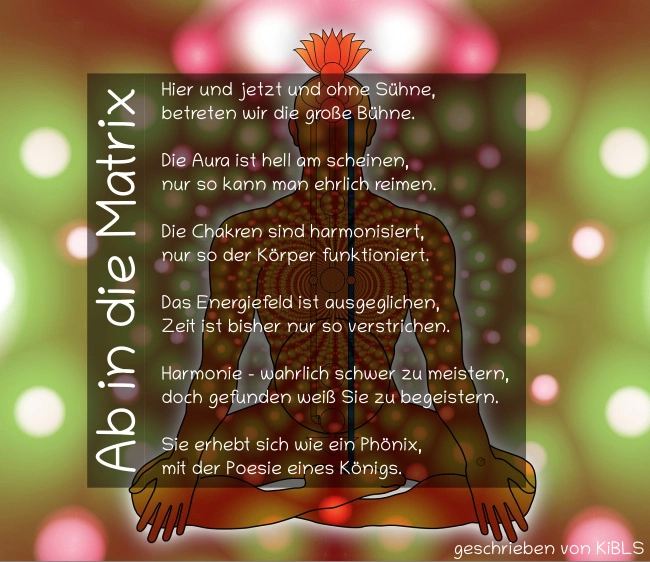 Ab in die Matrix
Hier und jetzt und ohne Sühne,
betreten wir die große Bühne.
Die Aura ist hell am scheinen,
nur so kann man ehrlich reimen.
Die Chakren sind harmonisiert,
nur so der Körper funktioniert.
Das Energiefeld ist ausgeglichen,
Zeit ist bisher nur so verstrichen.
Harmonie - wahrlich schwer zu meistern,
doch gefunden weiß Sie zu begeistern.
Sie erhebt sich wie ein Phönix,
mit der Poesie eines Königs.
geschrieben von KiBLS